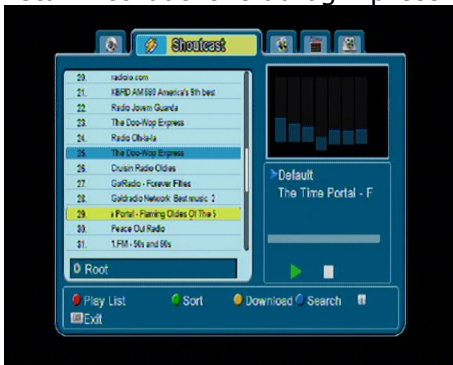 Shoutcast
20. radioia.com
21. KBRD AM 680 America's 9th best
22. Radio Jovem Guarda
23. The Doo-Wop Express
24. Radio Oh-la-la
25. The Doo-Wop Express
26. Cruisin Radio-Oldies
27. GotRadio - Forever Fifties
28. Goldradio Network Best music 2
29. a Portal - Flaming Oldies Of The 5
30. Peace Out Radio
31. 1.FM - 50s and 60s
Root
Default
The Time Portal - F
Play List
Sort
Download
Search
Exit